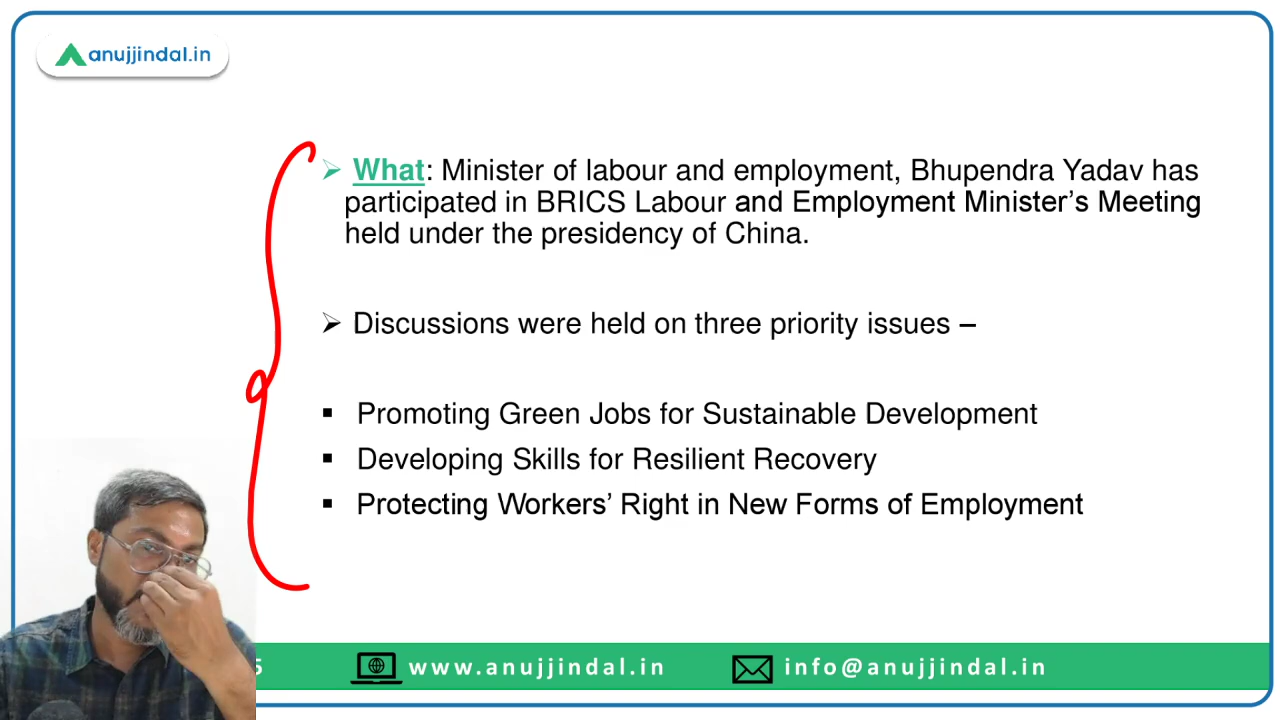 anujjindal.in
➢ What: Minister of labour and employment, Bhupendra Yadav has
participated in BRICS Labour and Employment Minister’s Meeting
held under the presidency of China.
➢ Discussions were held on three priority issues –
▪ Promoting Green Jobs for Sustainable Development
▪ Developing Skills for Resilient Recovery
▪ Protecting Workers’ Right in New Forms of Employment
www.anujjindal.in
info@anujjindal.in